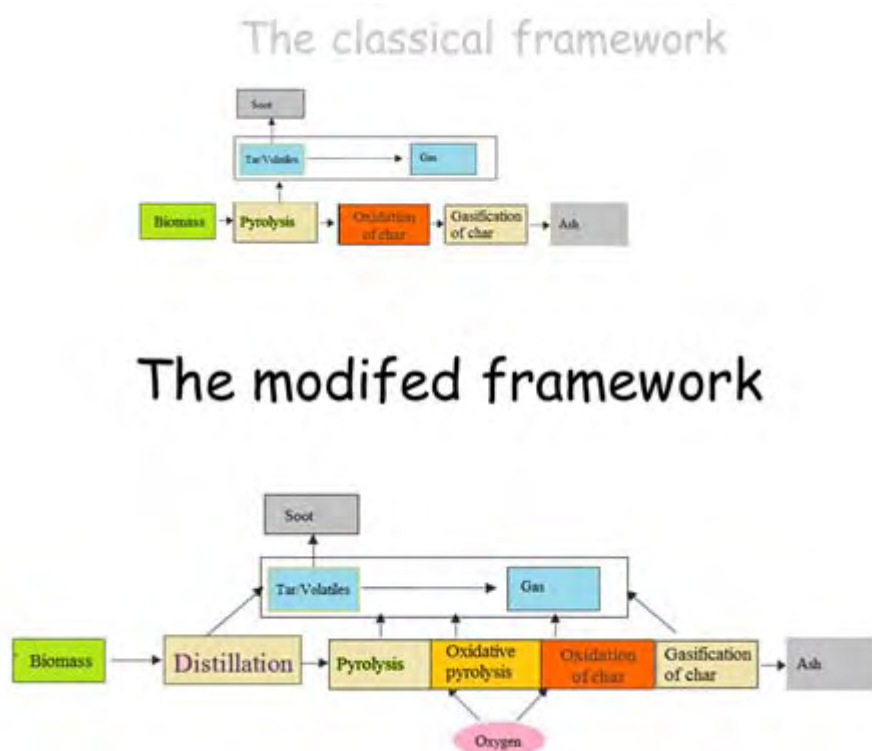 The classical framework
Soot
Tar/Volatiles
Gas
Biomass
Pyrolysis
Oxidation
of char
Gasification
of char
Ash
The modifed framework
Soot
Tar/Volatiles
Gas
Biomass
Distillation
Pyrolysis
Oxidative
pyrolysis
Oxidation
of char
Gasification
of char
Ash
Oxygen